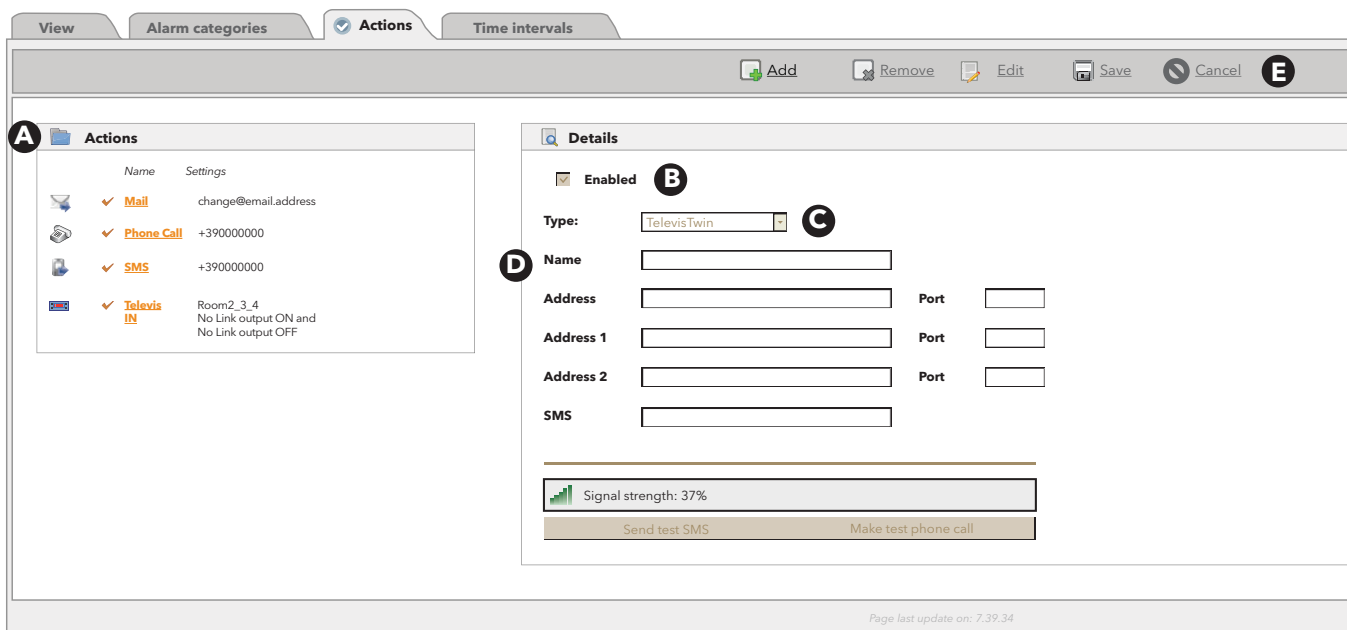 View Alarm categories Actions Time intervals
Add Remove Edit Save Cancel E
A Actions
Name Settings
Mail change@email.address
Phone Call +390000000
SMS +390000000
Televis IN Room2_3_4
No Link output ON and
No Link output OFF
Details
Enabled B
Type: TelevisTwin C
D Name
Address Port
Address 1 Port
Address 2 Port
SMS
Signal strength: 37%
Send test SMS Make test phone call
Page last update on: 7.39.34